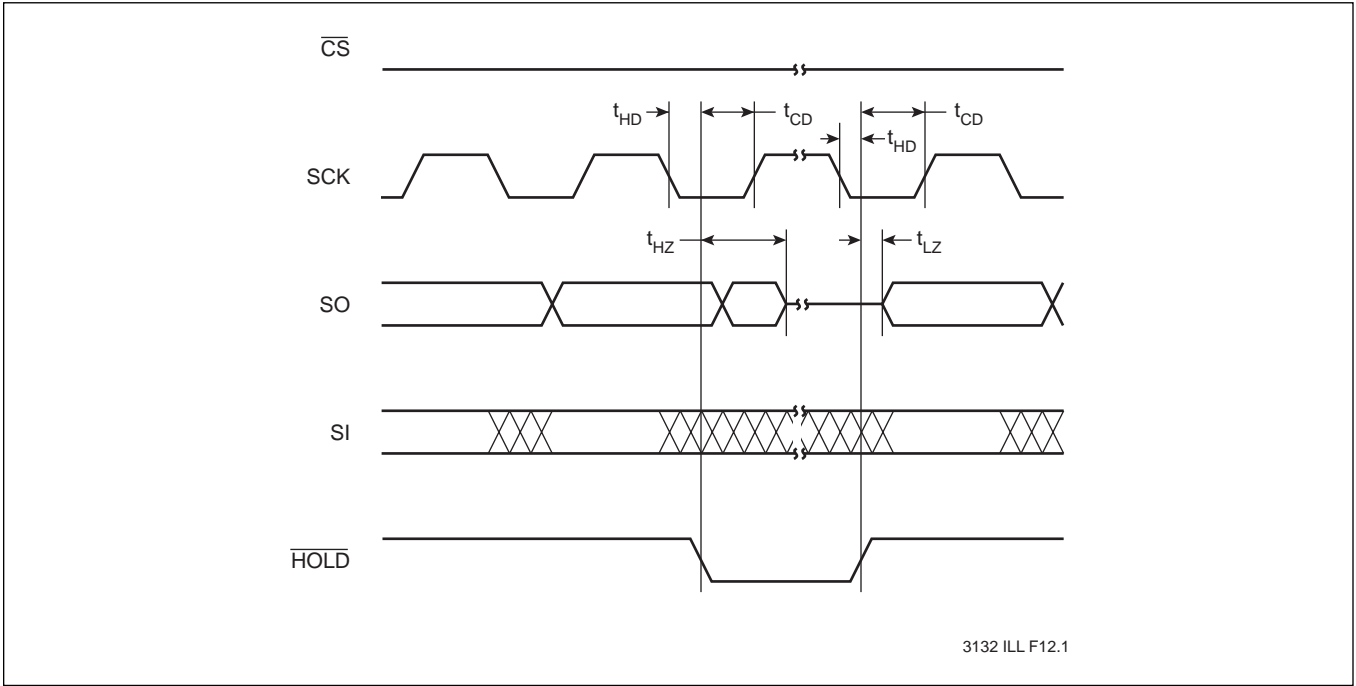 CS
tHD
tCD
tCD
tHD
SCK
tHZ
tLZ
SO
SI
HOLD
3132 ILL F12.1